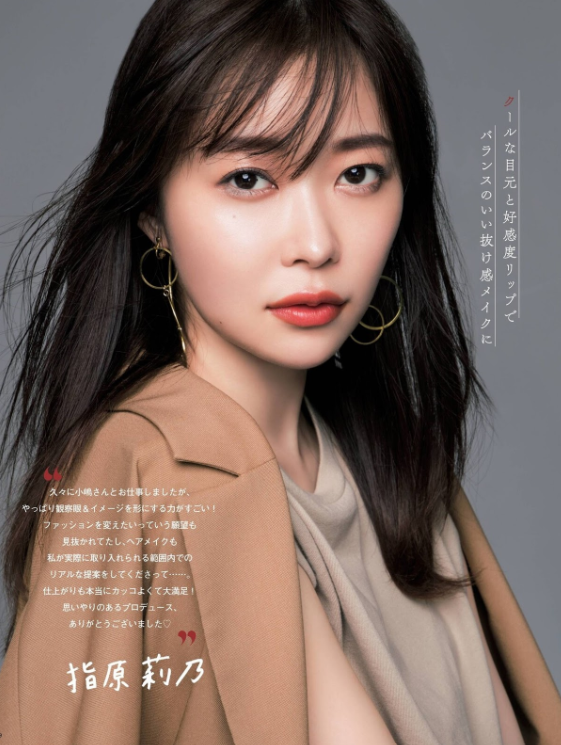 クールな目元と好感度リップで
バランスのいい抜け感メイクに
久々に小嶋さんとお仕事しましたが、
やっぱり観察眼＆イメージを形にする力がすごい！
ファッションを変えたいっていう願望も
見抜かれてたし、ヘアメイクも
私が実際に取り入れられる範囲内での
リアルな提案をしてくださって……。
仕上がりも本当にカッコよくて大満足！
思いやりのあるプロデュース、
ありがとうございました♡
指原 莉乃